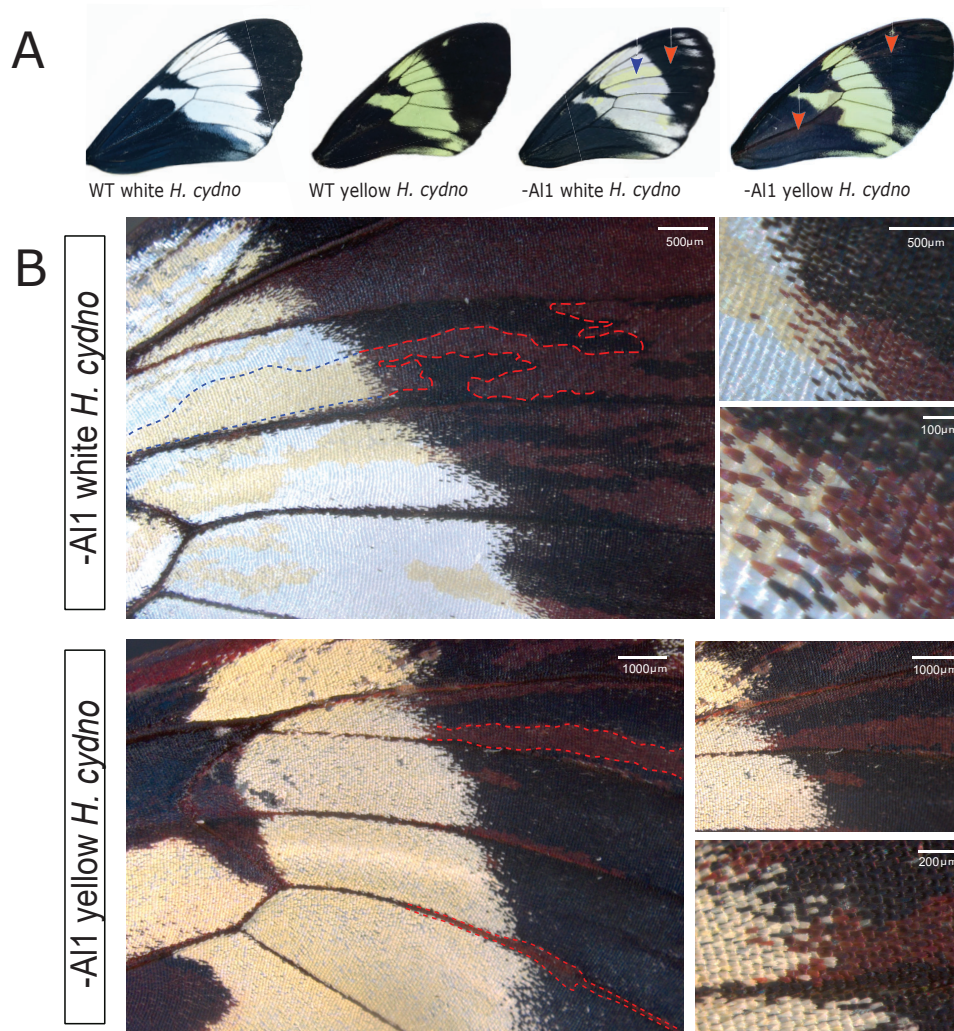 A
WT white H. cydno
WT yellow H. cydno
-Al1 white H. cydno
-Al1 yellow H. cydno
B
-Al1 white H. cydno
500µm
500µm
100µm
-Al1 yellow H. cydno
1000µm
1000µm
200µm